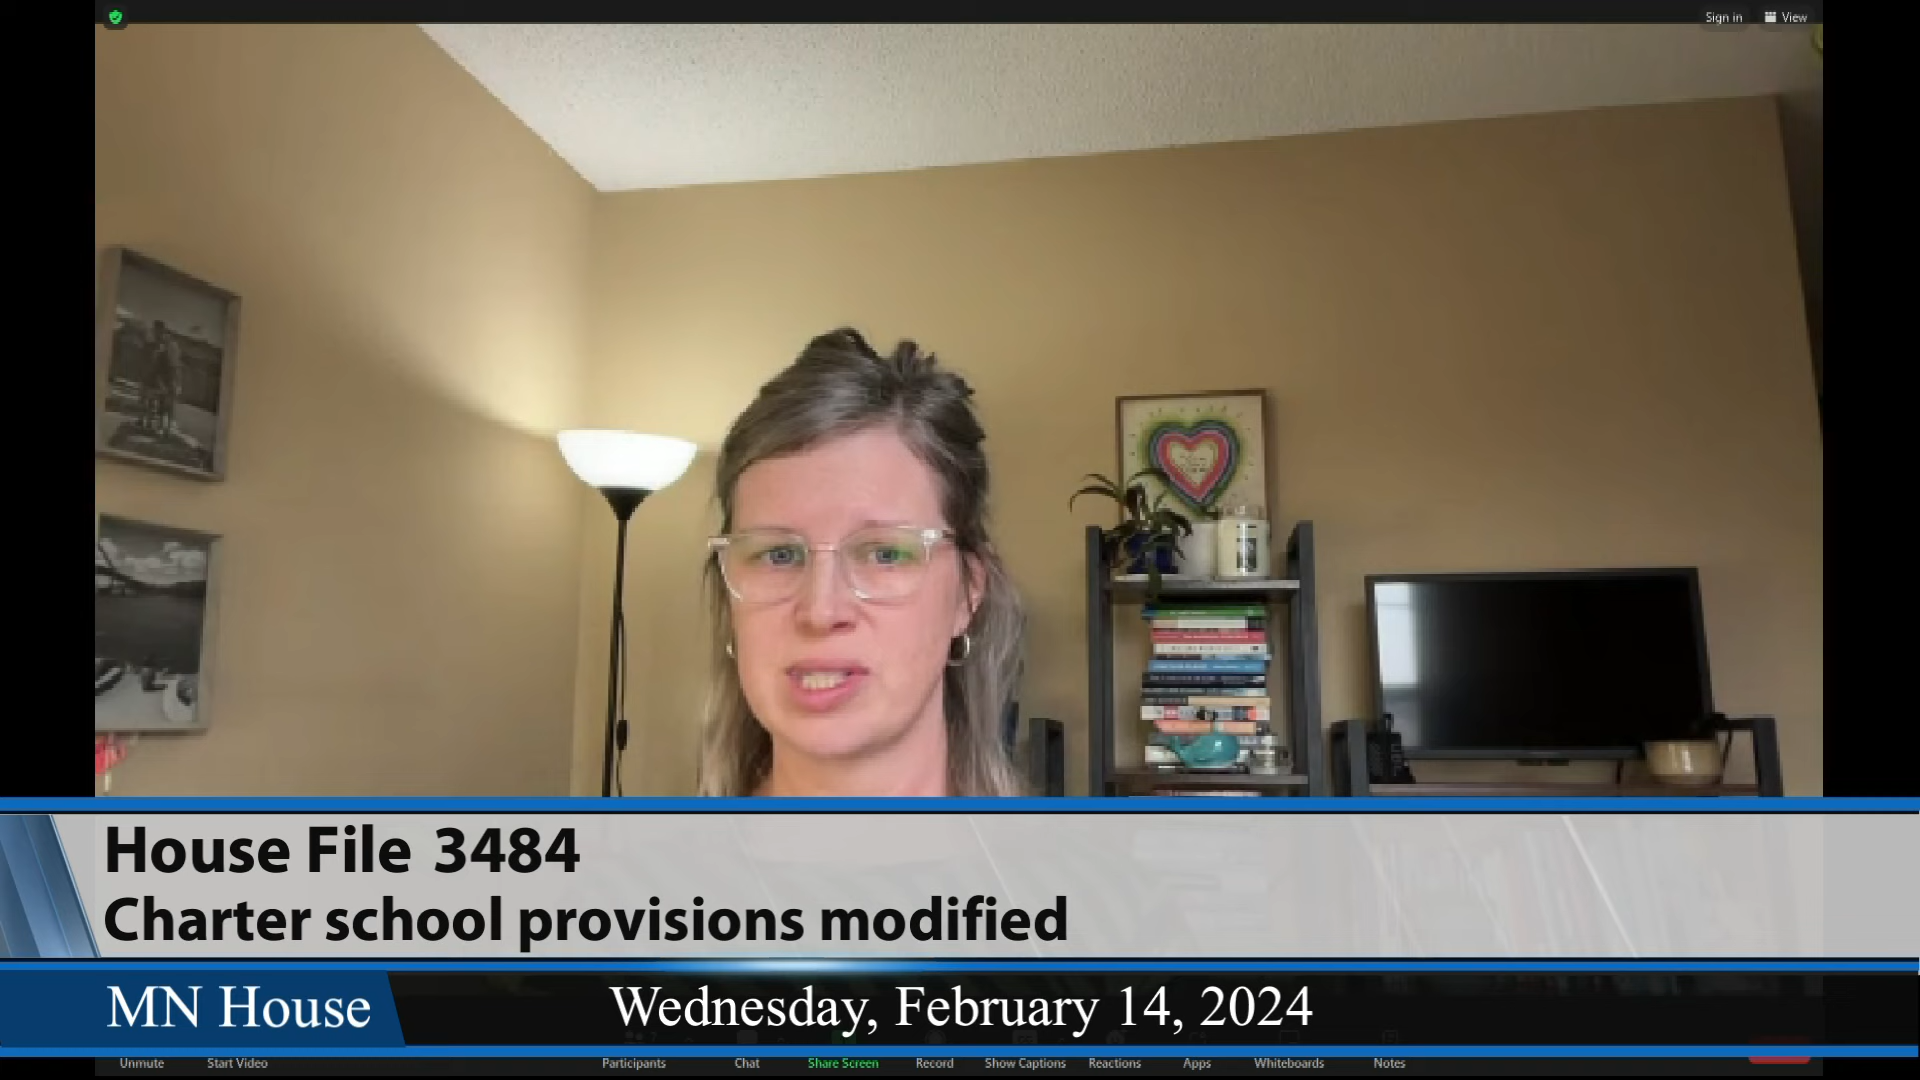 Sign in View
House File 3484
Charter school provisions modified
MN House Wednesday, February 14, 2024
Unmute Start Video Participants Chat Share Screen Record Show Captions Reactions Apps Whiteboards Notes